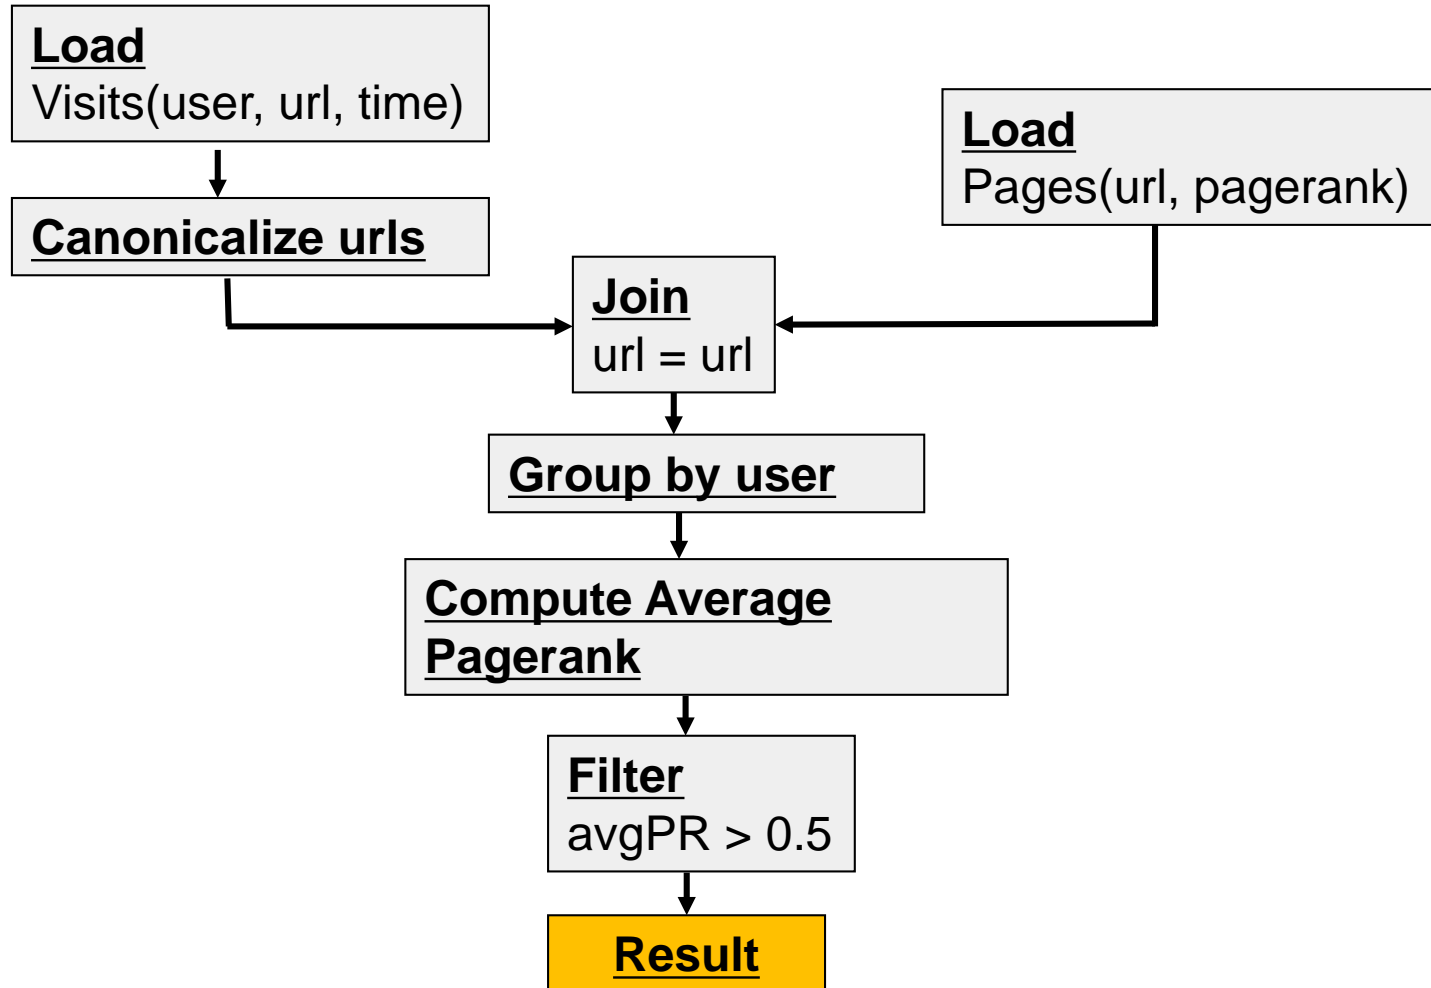 Load
Visits(user, url, time)
Load
Pages(url, pagerank)
Canonicalize urls
Join
url = url
Group by user
Compute Average
Pagerank
Filter
avgPR > 0.5
Result